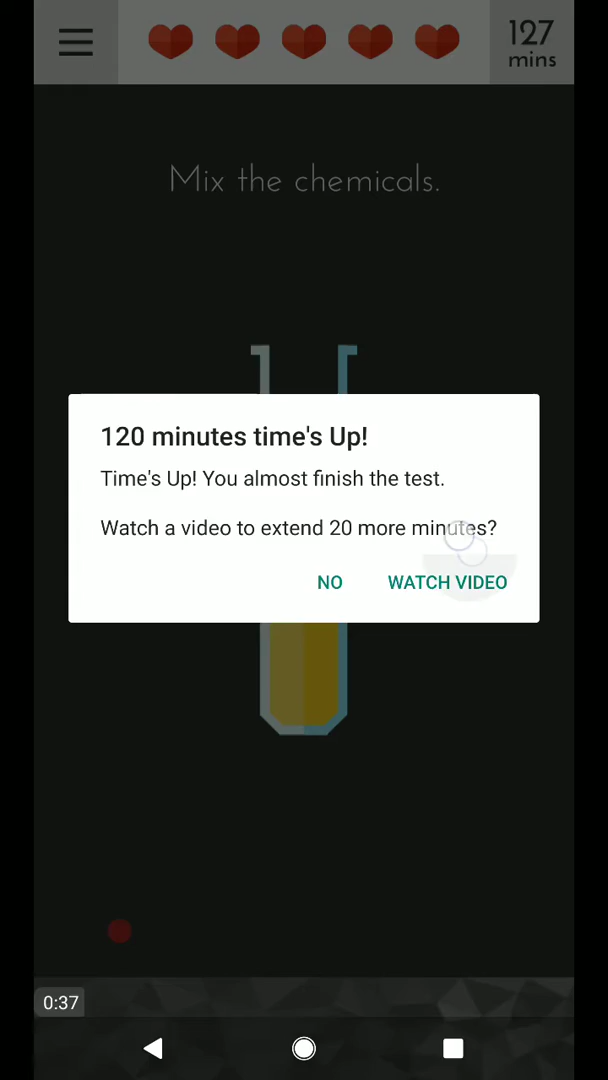 127
mins
Mix the chemicals.
120 minutes time's Up!
Time's Up! You almost finish the test.
Watch a video to extend 20 more minutes?
NO WATCH VIDEO
0:37